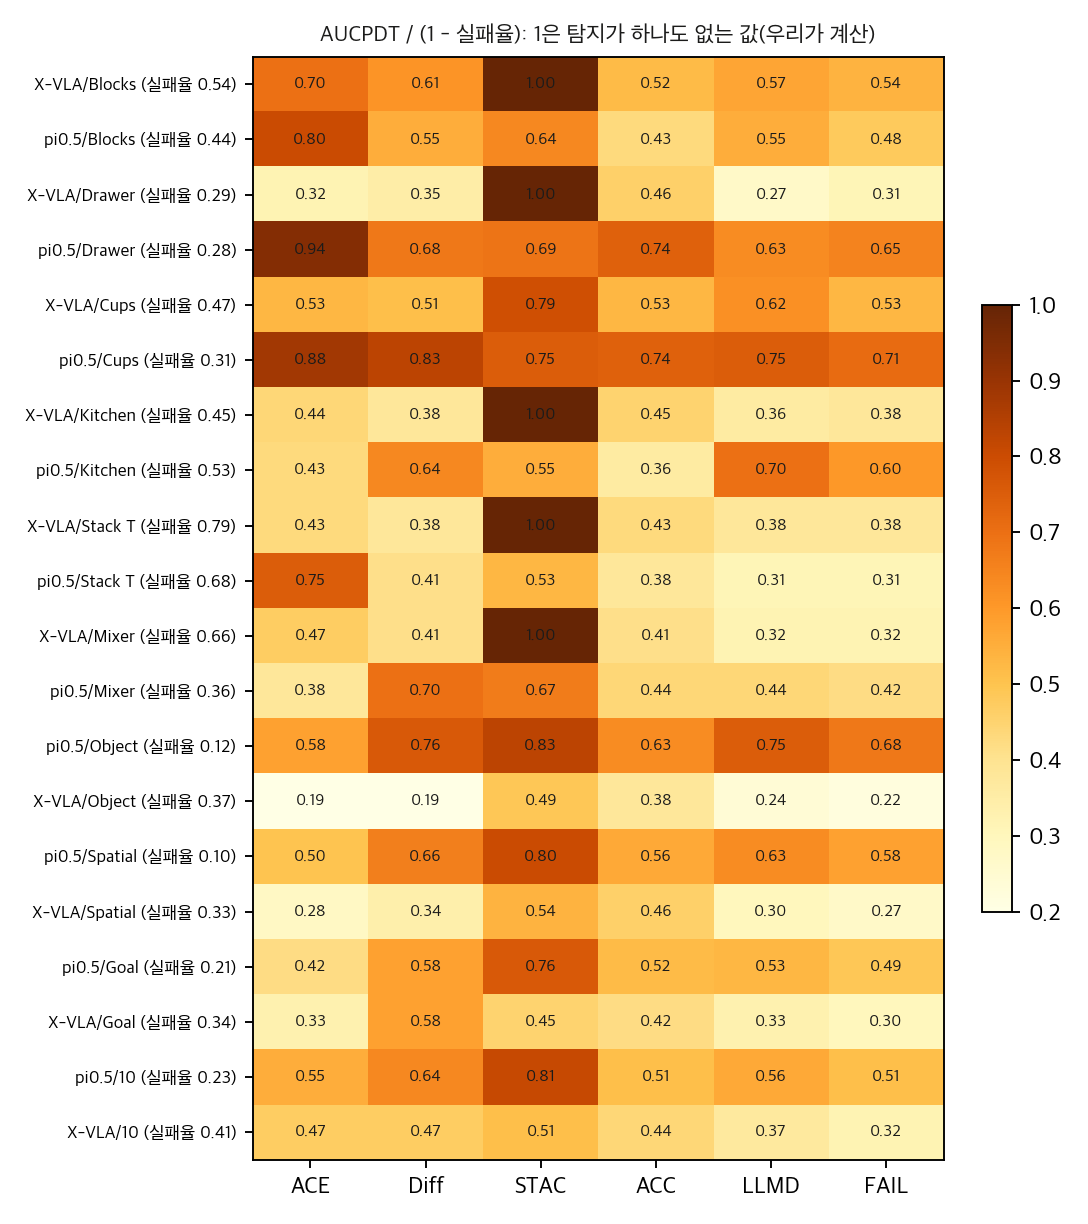 AUCPDT / (1 - 실패율): 1은 탐지가 하나도 없는 값(우리가 계산)
X-VLA/Blocks (실패율 0.54) 0.70 0.61 1.00 0.52 0.57 0.54
pi0.5/Blocks (실패율 0.44) 0.80 0.55 0.64 0.43 0.55 0.48
X-VLA/Drawer (실패율 0.29) 0.32 0.35 1.00 0.46 0.27 0.31
pi0.5/Drawer (실패율 0.28) 0.94 0.68 0.69 0.74 0.63 0.65
X-VLA/Cups (실패율 0.47) 0.53 0.51 0.79 0.53 0.62 0.53
pi0.5/Cups (실패율 0.31) 0.88 0.83 0.75 0.74 0.75 0.71
X-VLA/Kitchen (실패율 0.45) 0.44 0.38 1.00 0.45 0.36 0.38
pi0.5/Kitchen (실패율 0.53) 0.43 0.64 0.55 0.36 0.70 0.60
X-VLA/Stack T (실패율 0.79) 0.43 0.38 1.00 0.43 0.38 0.38
pi0.5/Stack T (실패율 0.68) 0.75 0.41 0.53 0.38 0.31 0.31
X-VLA/Mixer (실패율 0.66) 0.47 0.41 1.00 0.41 0.32 0.32
pi0.5/Mixer (실패율 0.36) 0.38 0.70 0.67 0.44 0.44 0.42
pi0.5/Object (실패율 0.12) 0.58 0.76 0.83 0.63 0.75 0.68
X-VLA/Object (실패율 0.37) 0.19 0.19 0.49 0.38 0.24 0.22
pi0.5/Spatial (실패율 0.10) 0.50 0.66 0.80 0.56 0.63 0.58
X-VLA/Spatial (실패율 0.33) 0.28 0.34 0.54 0.46 0.30 0.27
pi0.5/Goal (실패율 0.21) 0.42 0.58 0.76 0.52 0.53 0.49
X-VLA/Goal (실패율 0.34) 0.33 0.58 0.45 0.42 0.33 0.30
pi0.5/10 (실패율 0.23) 0.55 0.64 0.81 0.51 0.56 0.51
X-VLA/10 (실패율 0.41) 0.47 0.47 0.51 0.44 0.37 0.32
ACE Diff STAC ACC LLMD FAIL
1.0
0.9
0.8
0.7
0.6
0.5
0.4
0.3
0.2